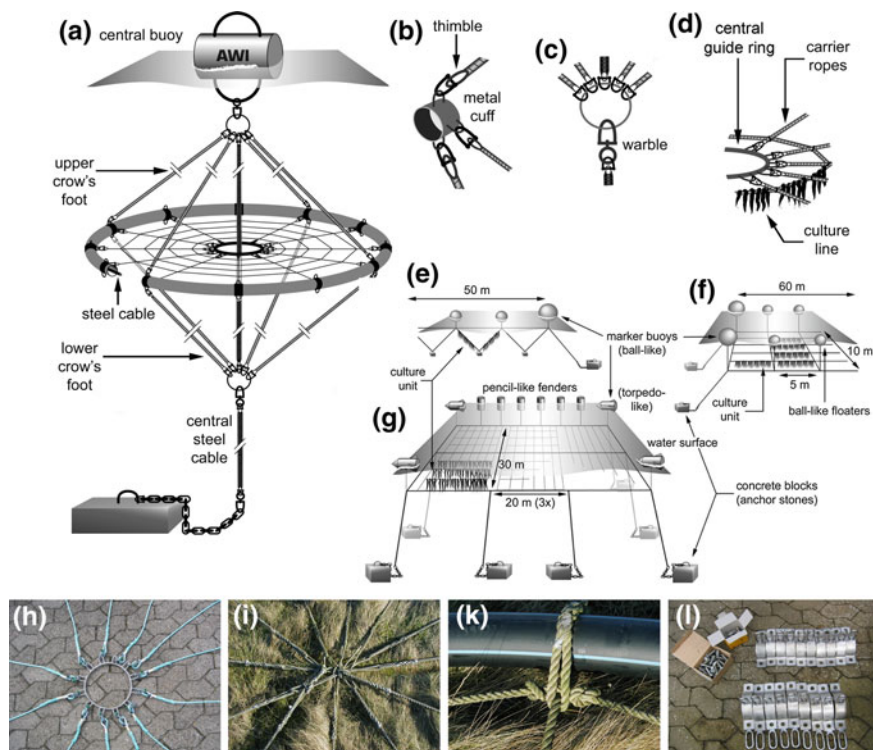 (a)
central buoy
AWI
upper
crow's
foot
steel cable
lower
crow's
foot
central
steel
cable
(b)
thimble
metal
cuff
(c)
warble
(d)
central
guide ring
carrier
ropes
culture
line
(e)
50 m
marker buoys
(ball-like)
culture
unit
(f)
60 m
10 m
5 m
culture
unit
ball-like floaters
(g)
pencil-like fenders
(torpedo-
like)
water surface
30 m
20 m (3x)
concrete blocks
(anchor stones)
(h)
(i)
(k)
(l)